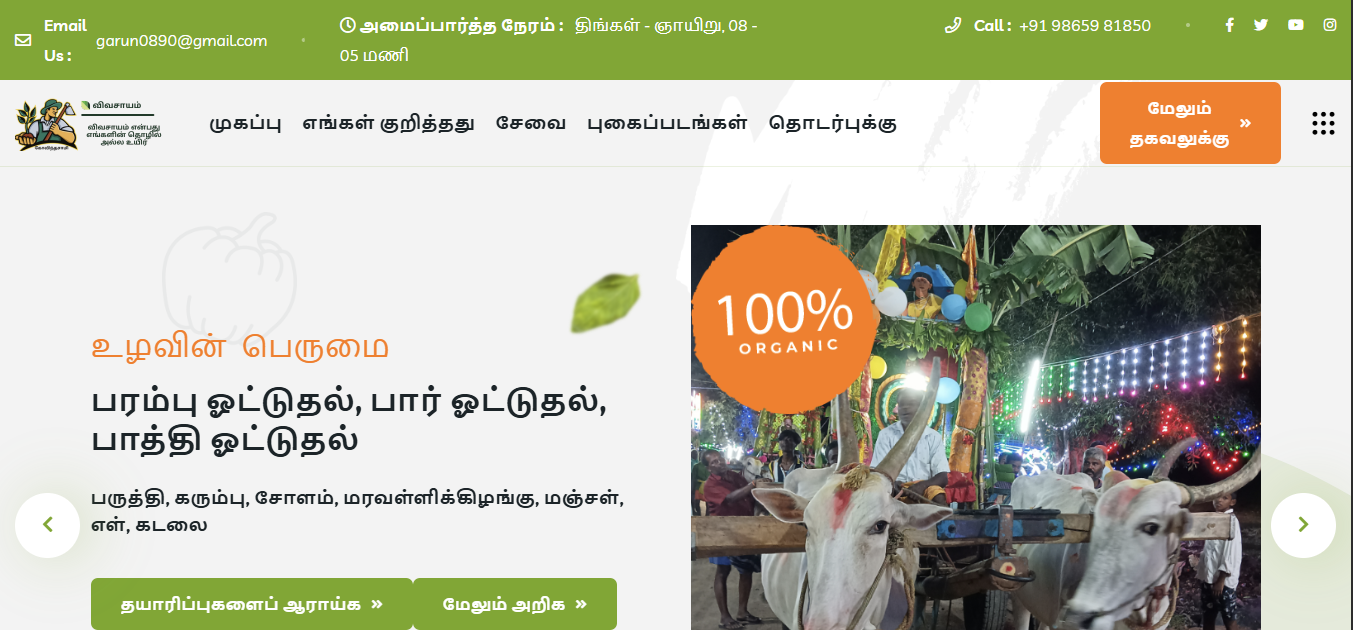 Email
Us :
garun0890@gmail.com
அமைப்பார்த்த நேரம் : திங்கள் - ஞாயிறு, 08 -
05 மணி
Call : +91 98659 81850
விவசாயம்
விவசாயம் என்பது
எங்களின் தொழில்
அல்ல உயிர்
முகப்பு எங்கள் குறித்தது சேவை புகைப்படங்கள் தொடர்புக்கு
மேலும்
தகவலுக்கு »
100%
ORGANIC
உழவின் பெருமை
பரம்பு ஓட்டுதல், பார் ஓட்டுதல்,
பாத்தி ஓட்டுதல்
பருத்தி, கரும்பு, சோளம், மரவள்ளிக்கிழங்கு, மஞ்சள்,
என், கடலை
தயாரிப்புகளைப் ஆராய்க » மேலும் அறிக »